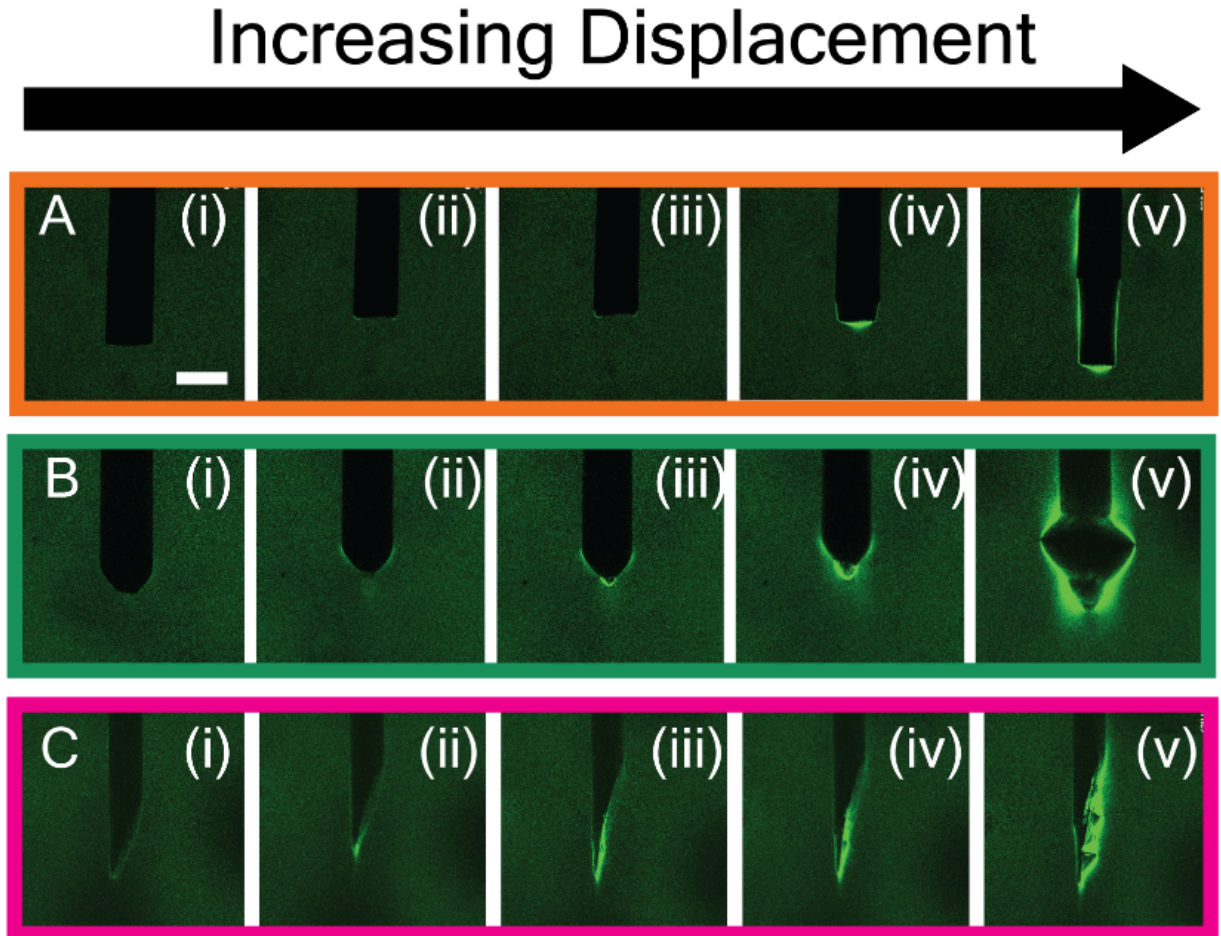 Increasing Displacement
A (i) (ii) (iii) (iv) (v)
B (i) (ii) (iii) (iv) (v)
C (i) (ii) (iii) (iv) (v)